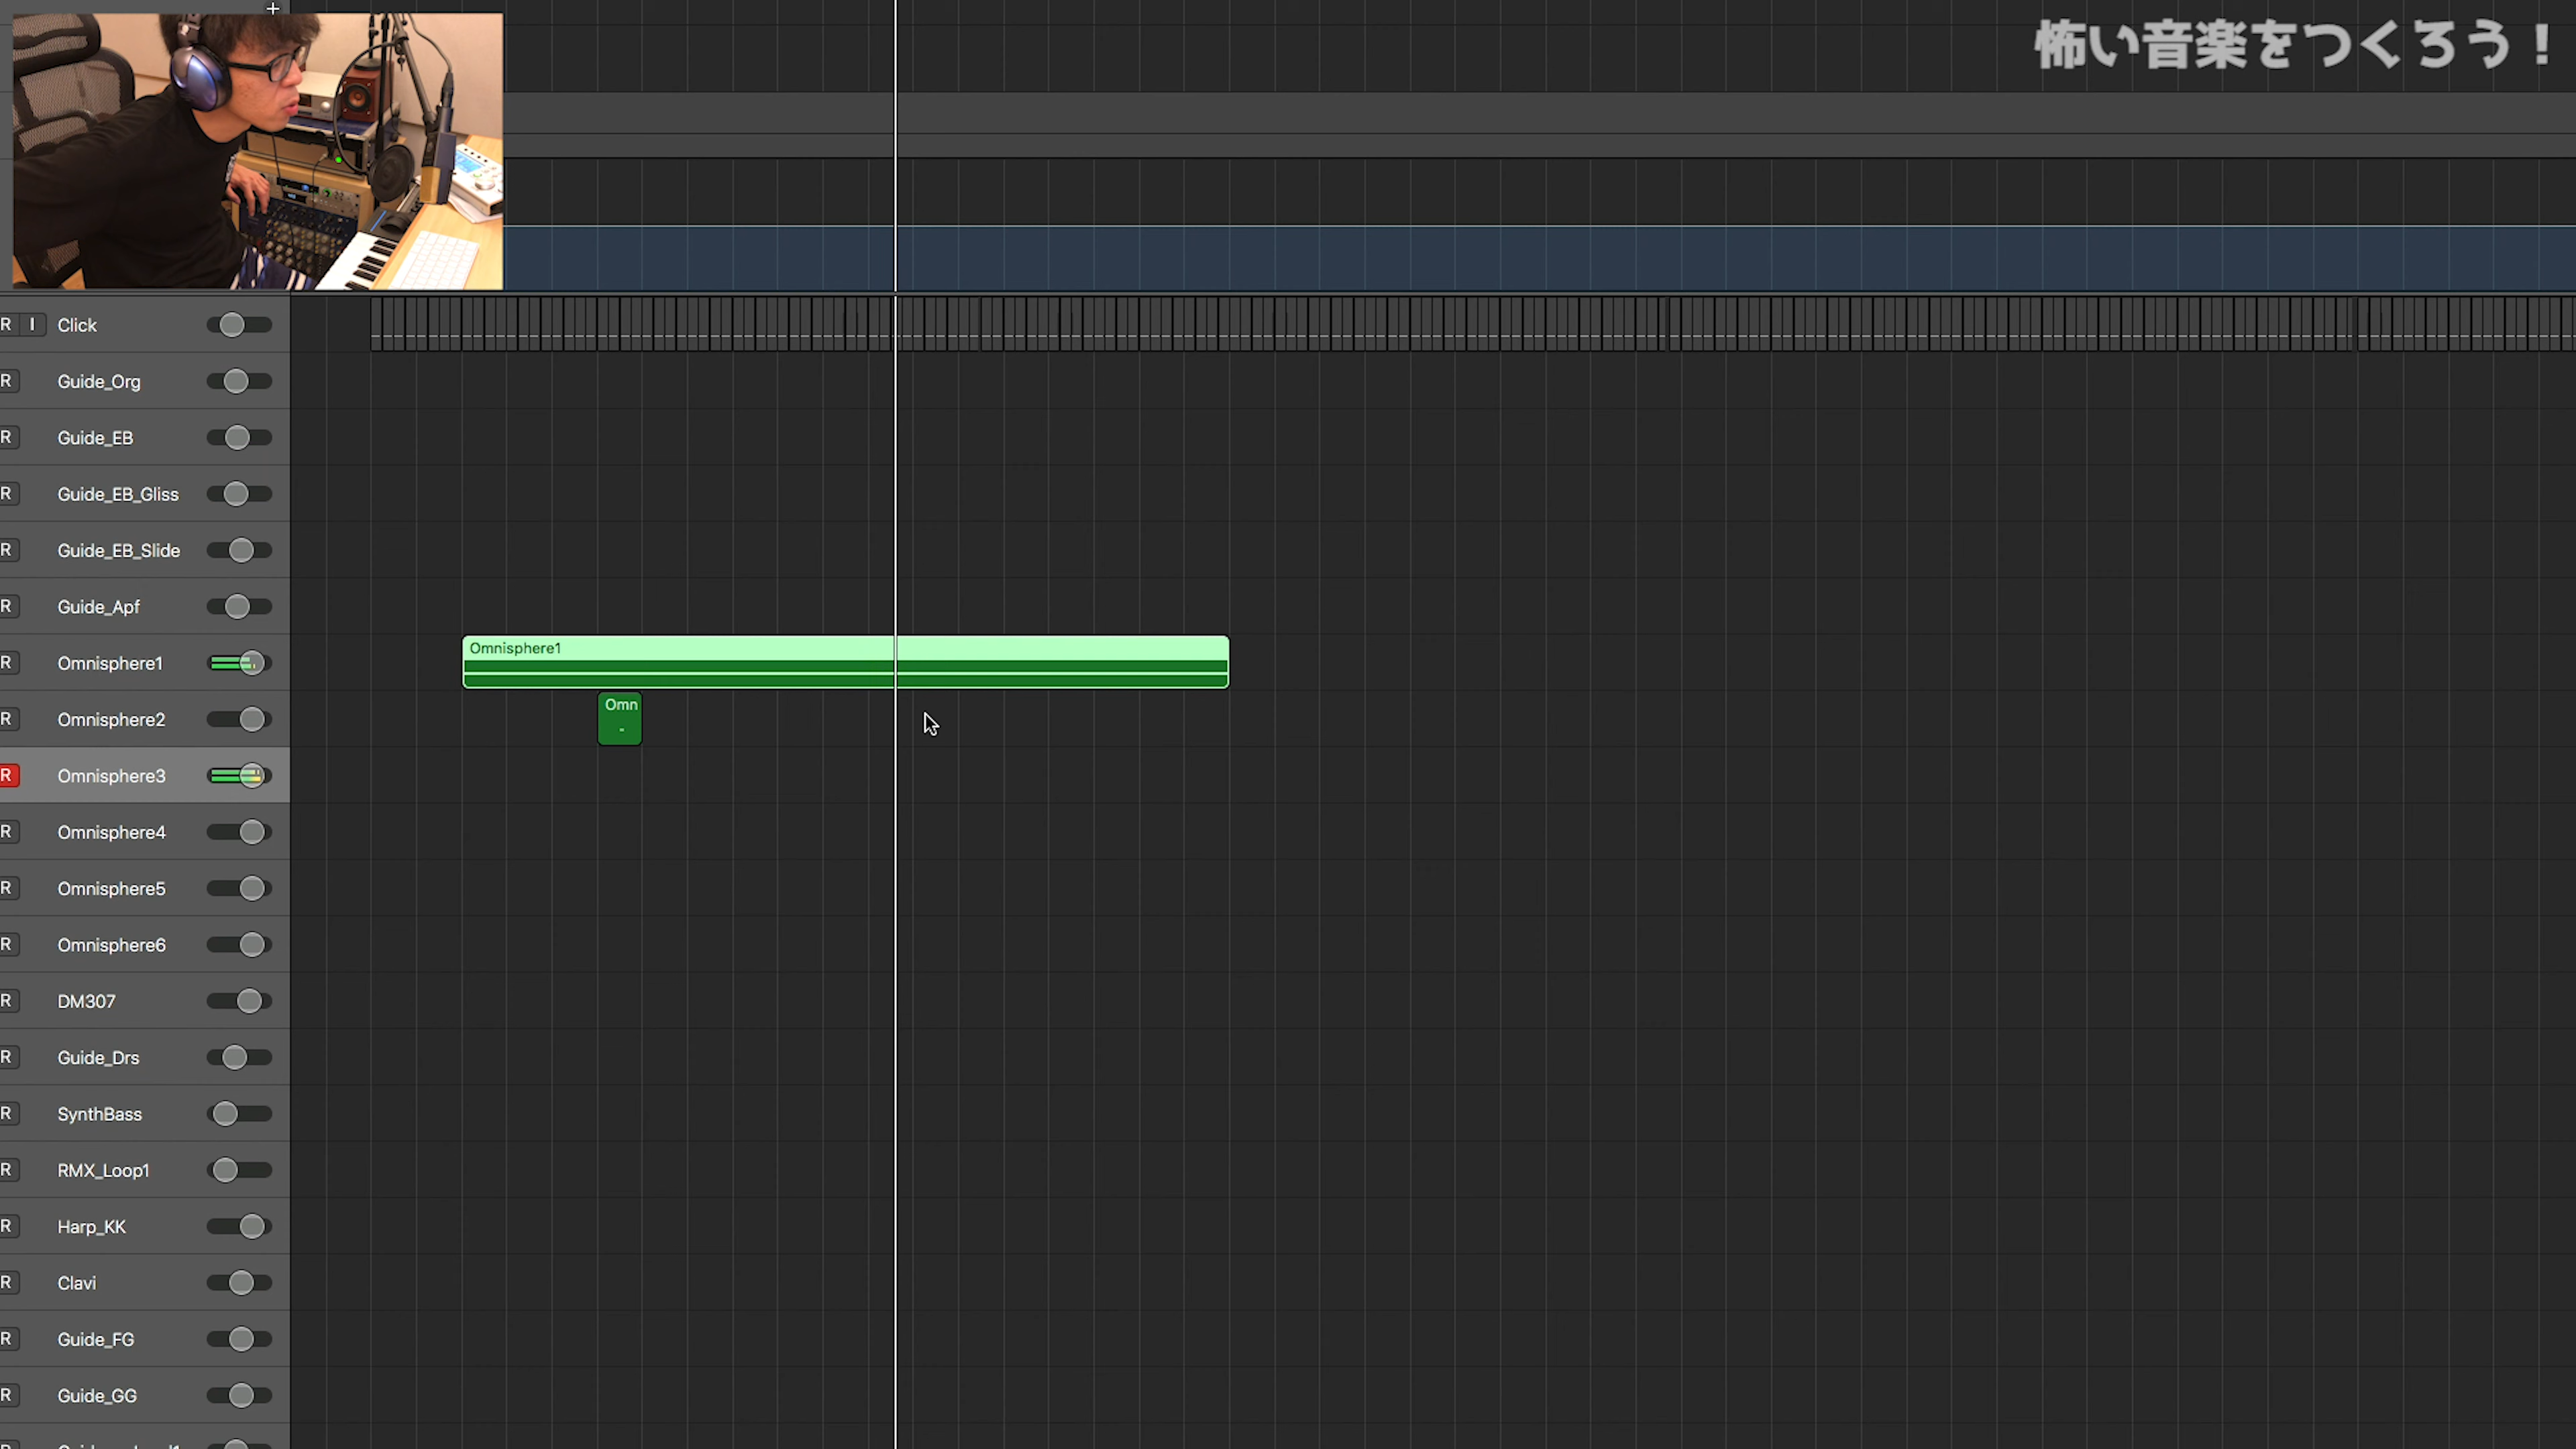 怖い音楽をつくろう！
R I Click
R Guide_Org
R Guide_EB
R Guide_EB_Gliss
R Guide_EB_Slide
R Guide_Apf
R Omnisphere1
Omnisphere1
R Omnisphere2
Omn
R Omnisphere3
R Omnisphere4
R Omnisphere5
R Omnisphere6
R DM307
R Guide_Drs
R SynthBass
R RMX_Loop1
R Harp_KK
R Clavi
R Guide_FG
R Guide_GG